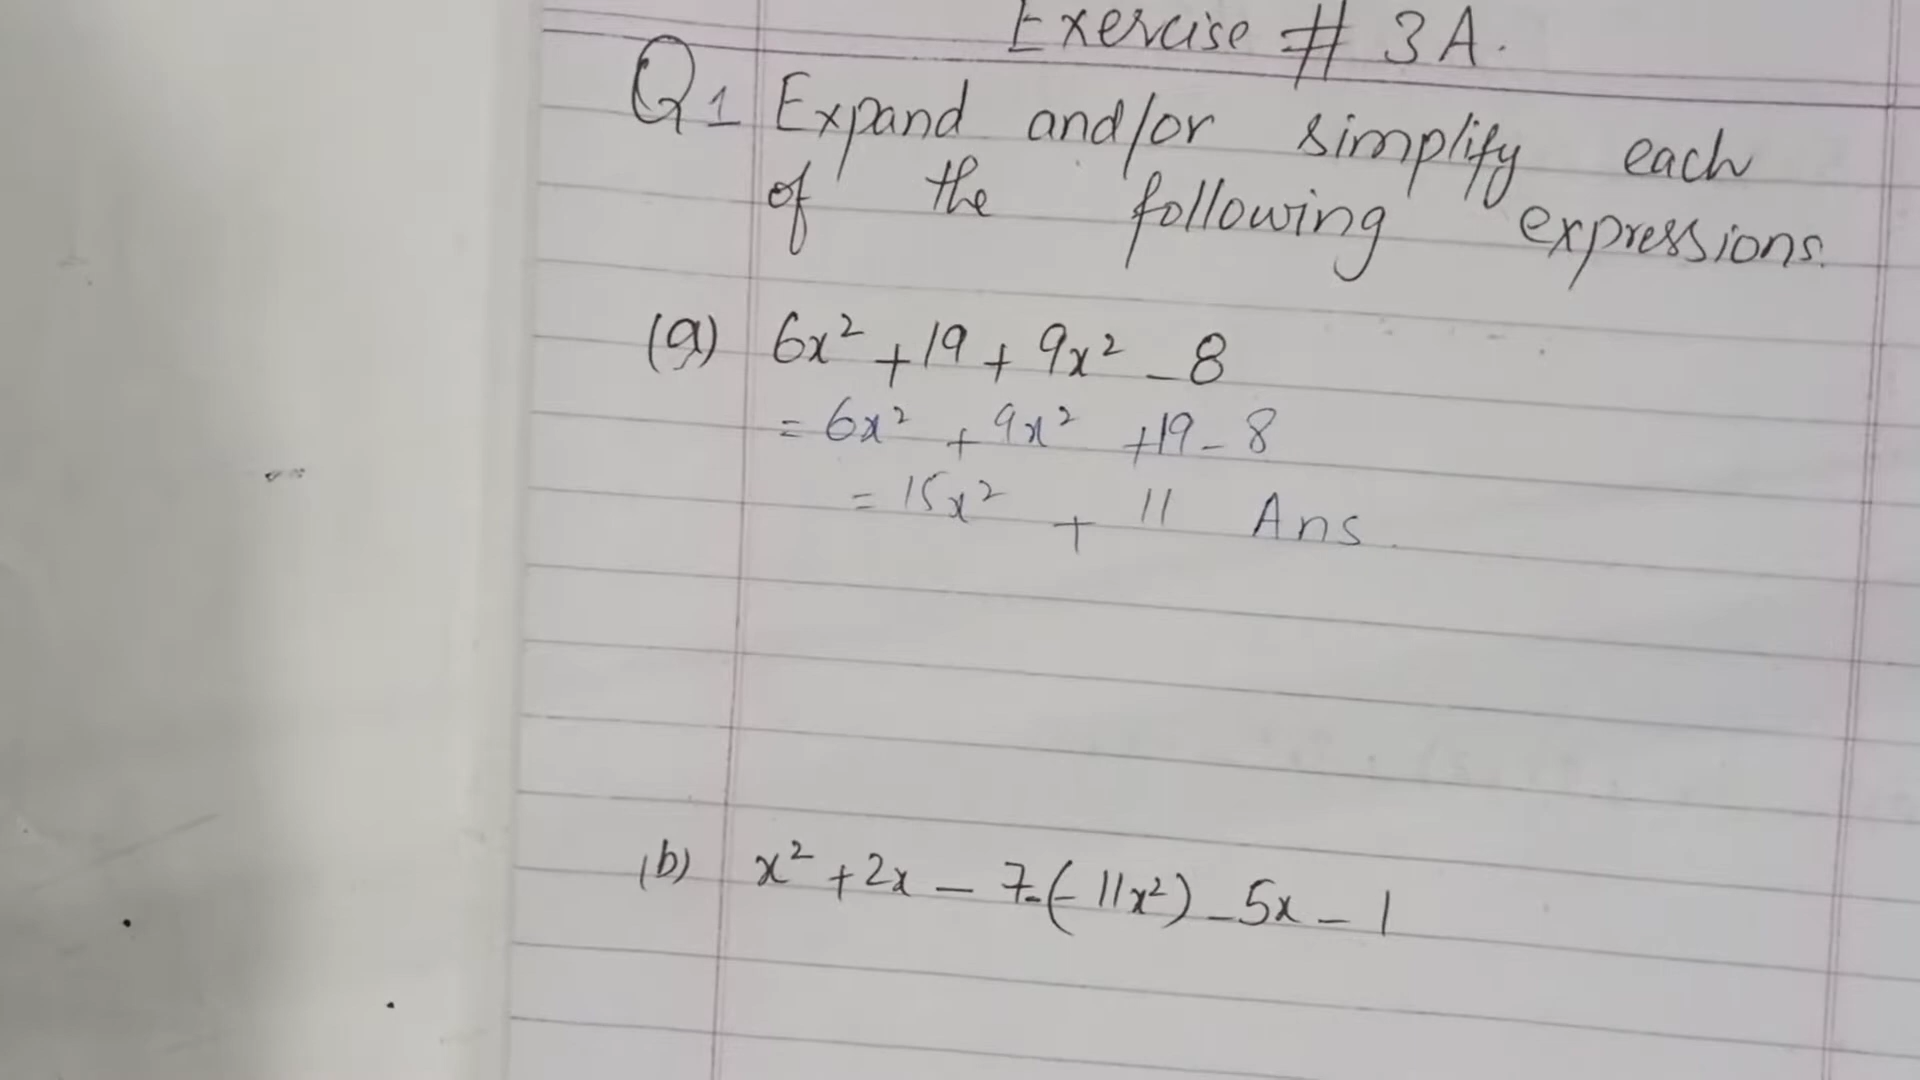 Exercise # 3A.
Q1 Expand and/or simplify each
of the following expressions.
(a) 6x² + 19 + 9x² - 8
= 6x² + 9x² + 19 - 8
= 15x² + 11 Ans.
(b) x² + 2x - 7 - (- 11x²) - 5x - 1